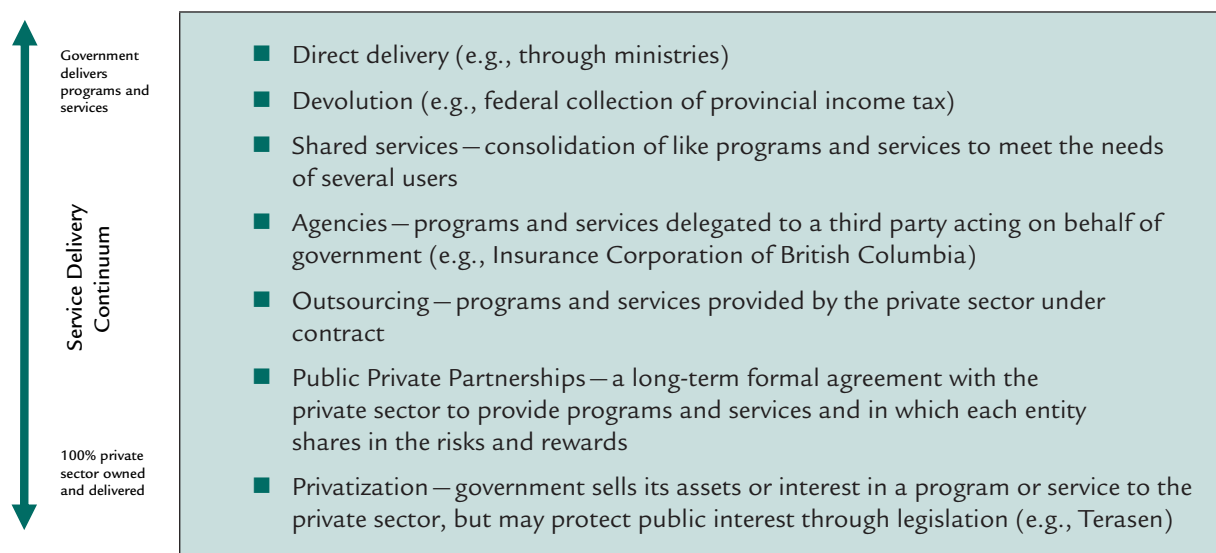 Government
delivers
programs and
services
Service Delivery
Continuum
100% private
sector owned
and delivered
■ Direct delivery (e.g., through ministries)
■ Devolution (e.g., federal collection of provincial income tax)
■ Shared services—consolidation of like programs and services to meet the needs
of several users
■ Agencies—programs and services delegated to a third party acting on behalf of
government (e.g., Insurance Corporation of British Columbia)
■ Outsourcing—programs and services provided by the private sector under
contract
■ Public Private Partnerships—a long-term formal agreement with the
private sector to provide programs and services and in which each entity
shares in the risks and rewards
■ Privatization—government sells its assets or interest in a program or service to the
private sector, but may protect public interest through legislation (e.g., Terasen)